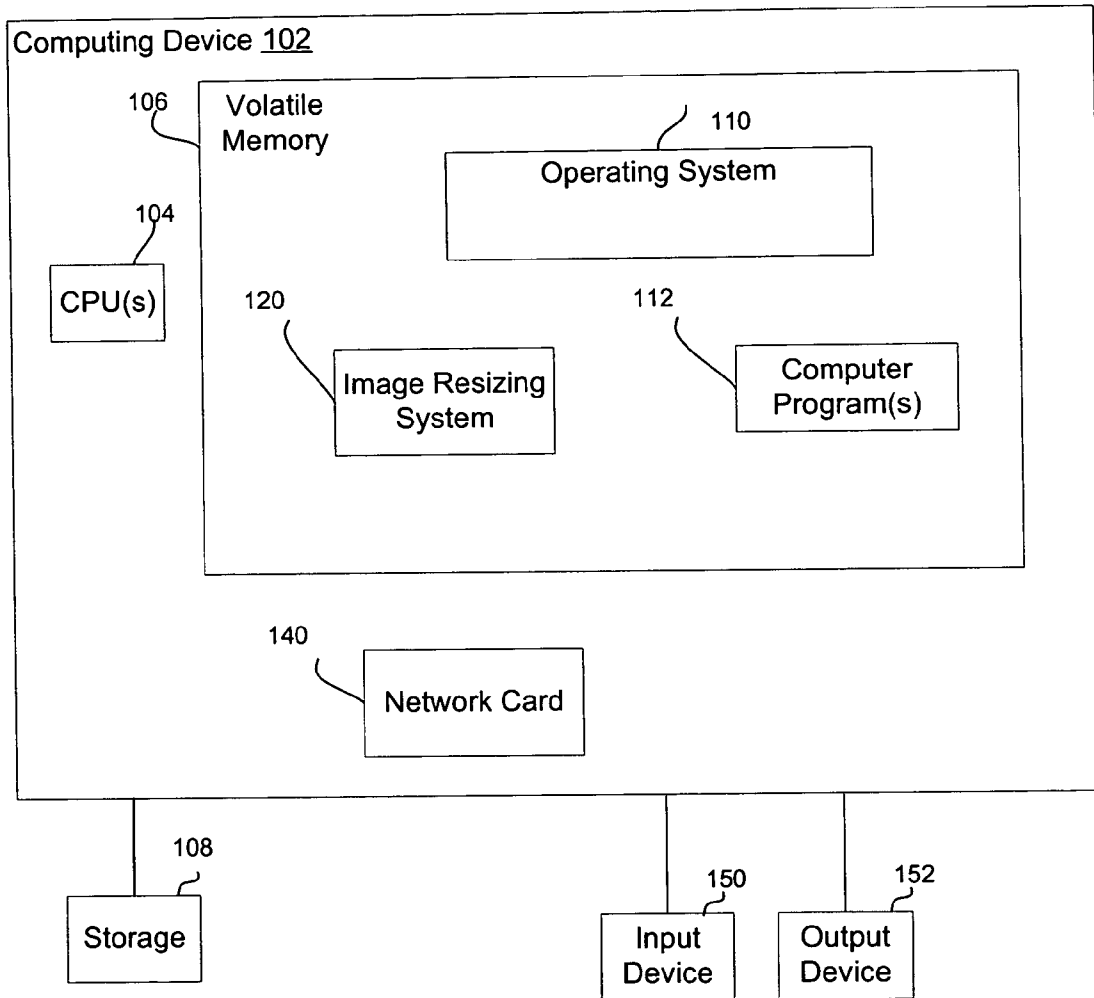 Computing Device 102
106
Volatile
Memory
110
Operating System
104
CPU(s)
120
Image Resizing
System
112
Computer
Program(s)
140
Network Card
108
Storage
150
Input
Device
152
Output
Device